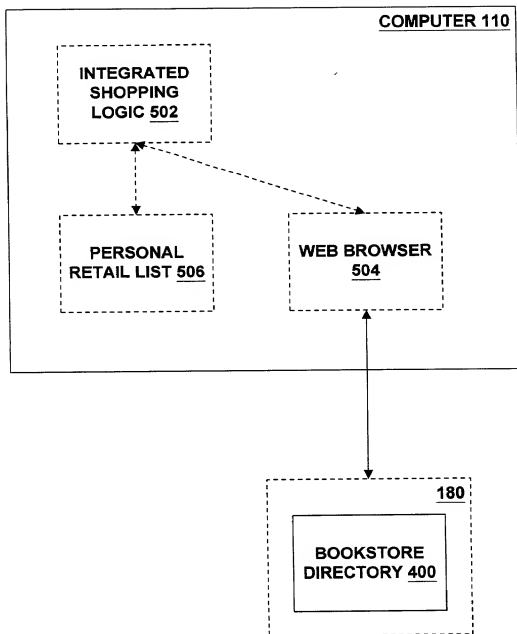 COMPUTER 110
INTEGRATED
SHOPPING
LOGIC 502
PERSONAL
RETAIL LIST 506
WEB BROWSER
504
180
BOOKSTORE
DIRECTORY 400